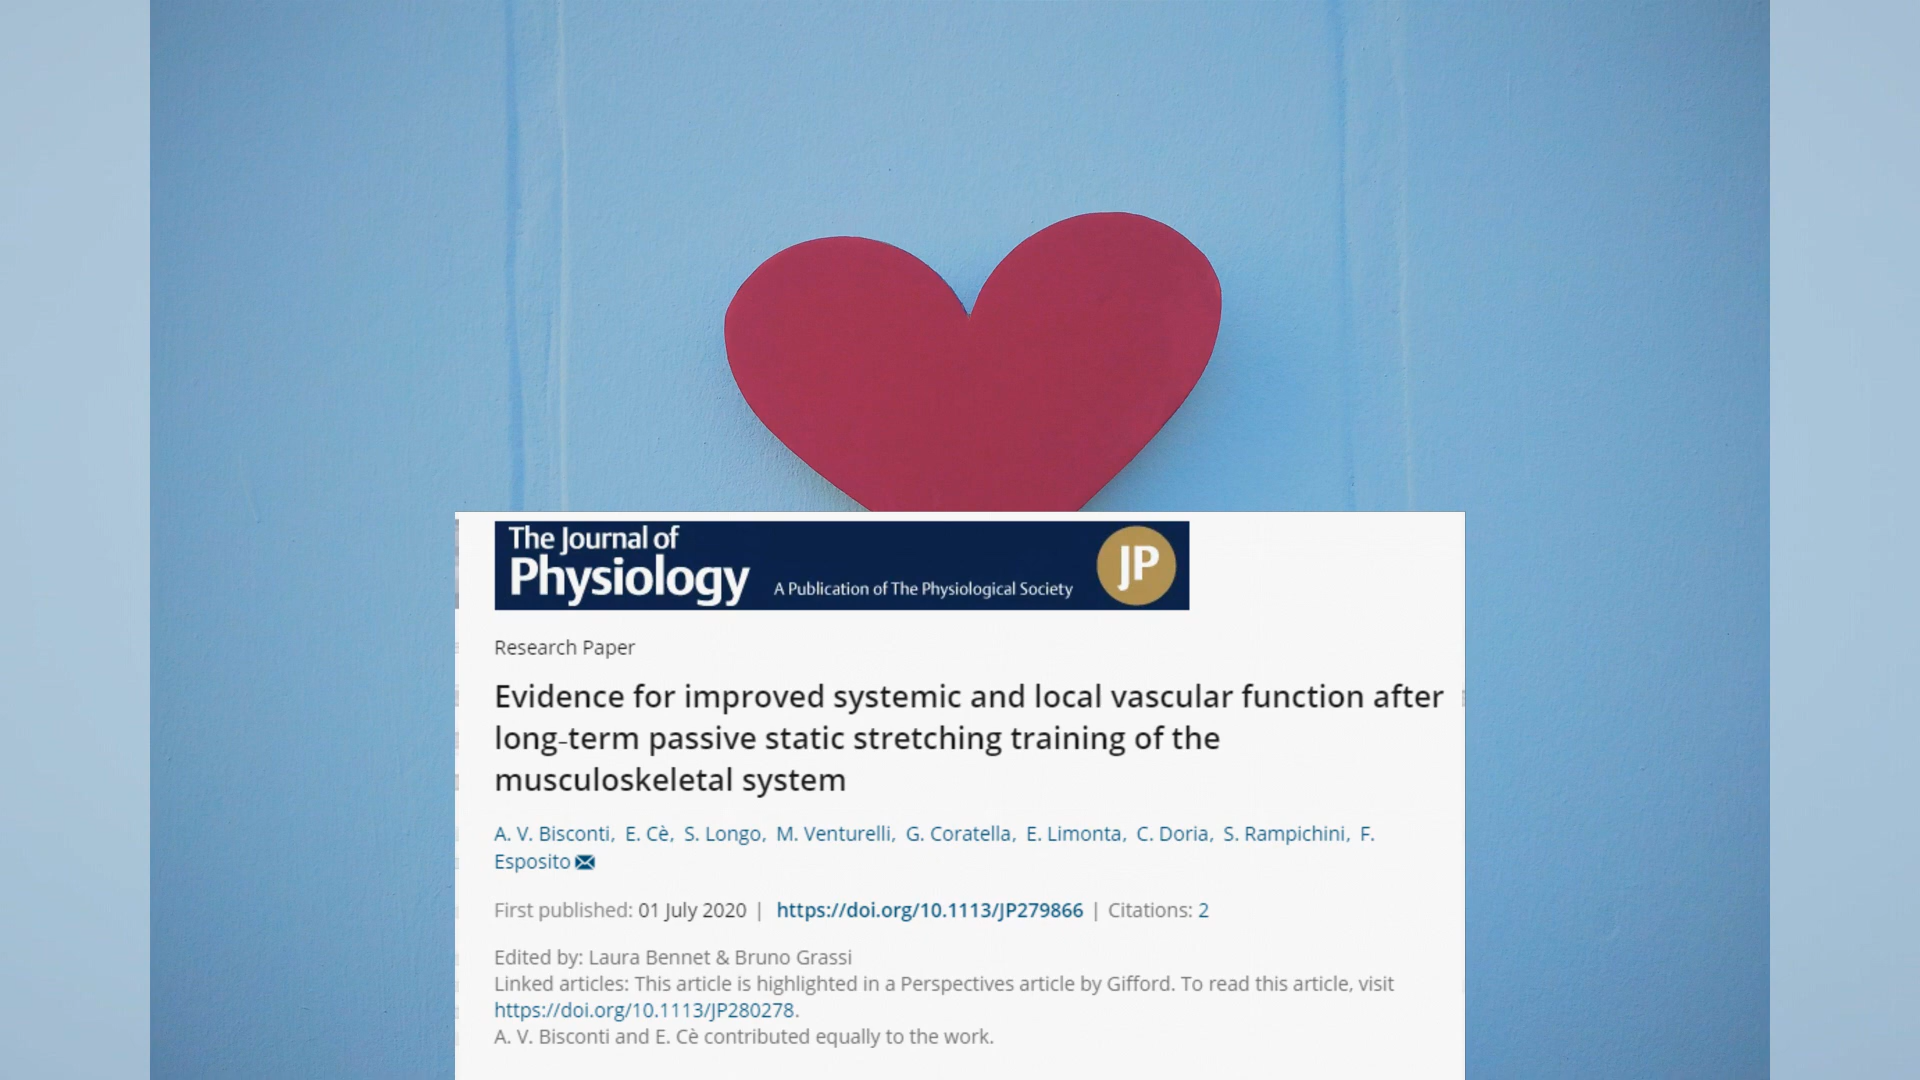 The Journal of
Physiology
A Publication of The Physiological Society
JP
Research Paper
Evidence for improved systemic and local vascular function after
long-term passive static stretching training of the
musculoskeletal system
A. V. Bisconti, E. Cè, S. Longo, M. Venturelli, G. Coratella, E. Limonta, C. Doria, S. Rampichini, F.
Esposito
First published: 01 July 2020 | https://doi.org/10.1113/JP279866 | Citations: 2
Edited by: Laura Bennet & Bruno Grassi
Linked articles: This article is highlighted in a Perspectives article by Gifford. To read this article, visit
https://doi.org/10.1113/JP280278.
A. V. Bisconti and E. Cè contributed equally to the work.